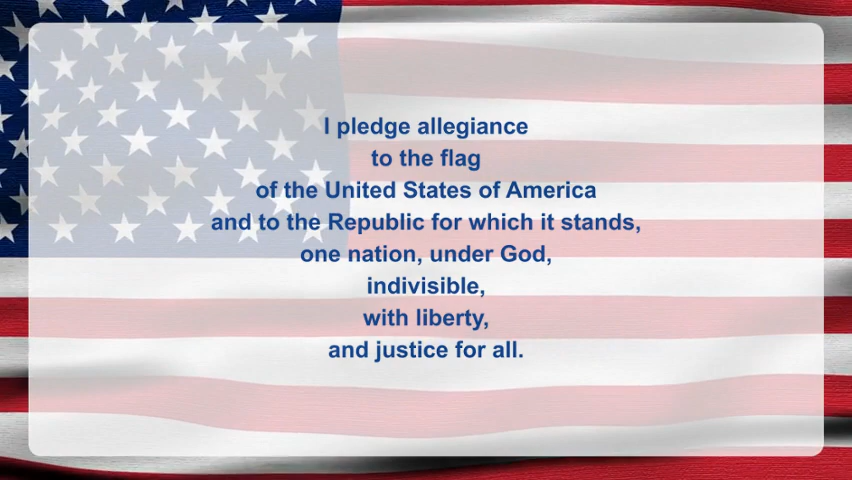 I pledge allegiance
to the flag
of the United States of America
and to the Republic for which it stands,
one nation, under God,
indivisible,
with liberty,
and justice for all.